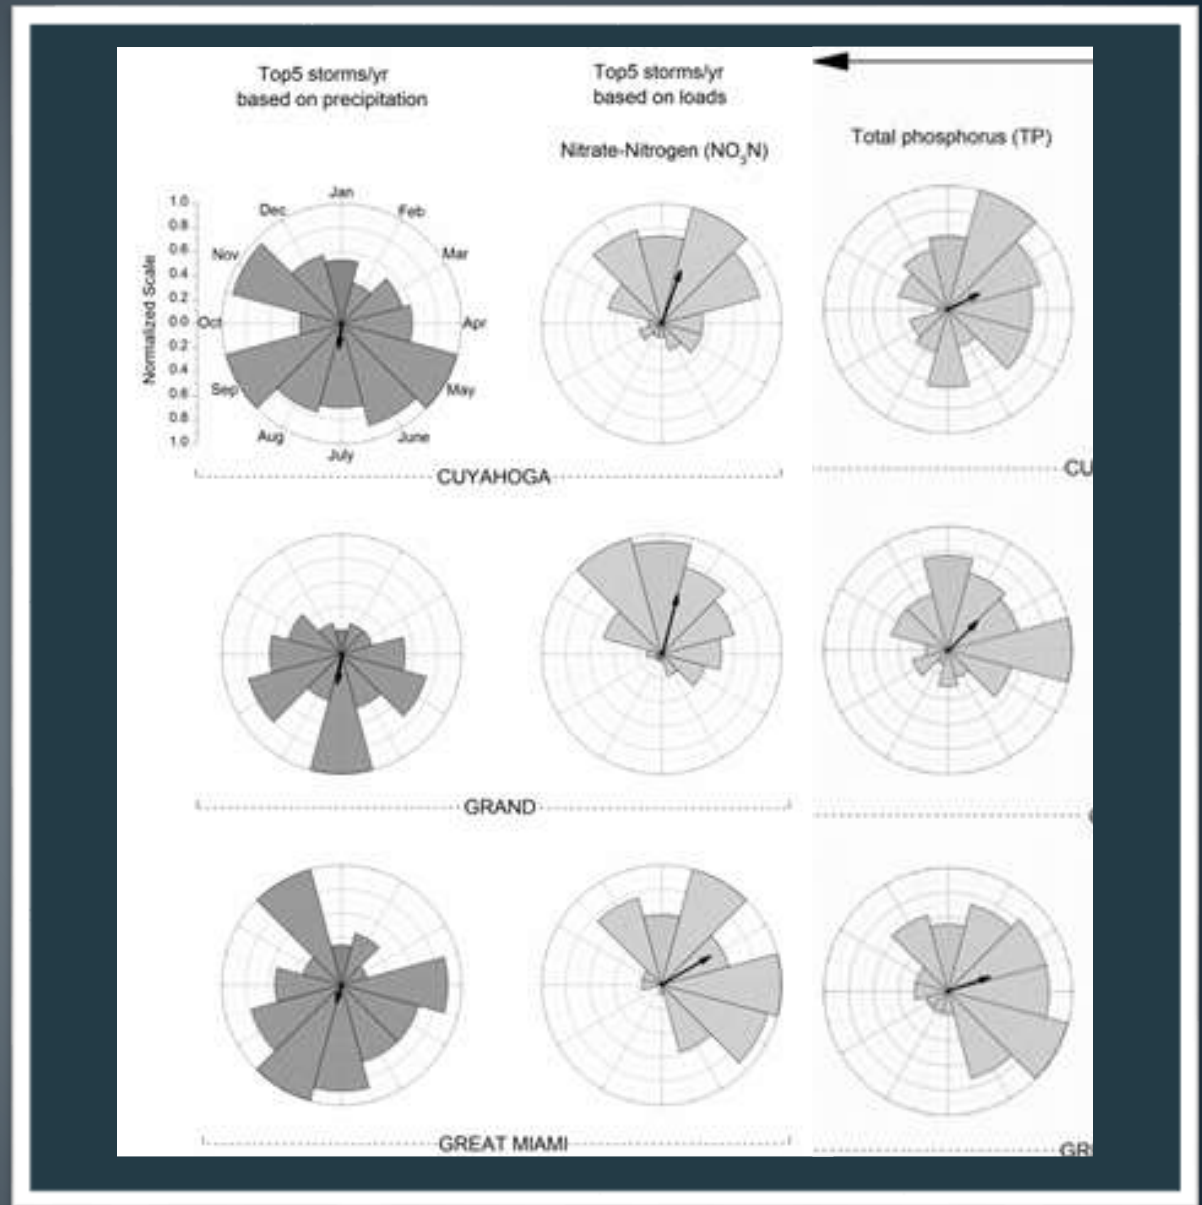 Top5 storms/yr
based on precipitation
Top5 storms/yr
based on loads
Nitrate-Nitrogen (NO3N)
Total phosphorus (TP)
Normalized Scale
1.0
0.8
0.6
0.4
0.2
0.0
0.2
0.4
0.6
0.8
1.0
Jan
Feb
Mar
Apr
May
June
July
Aug
Sep
Oct
Nov
Dec
CUYAHOGA
CU
GRAND
GREAT MIAMI
GR